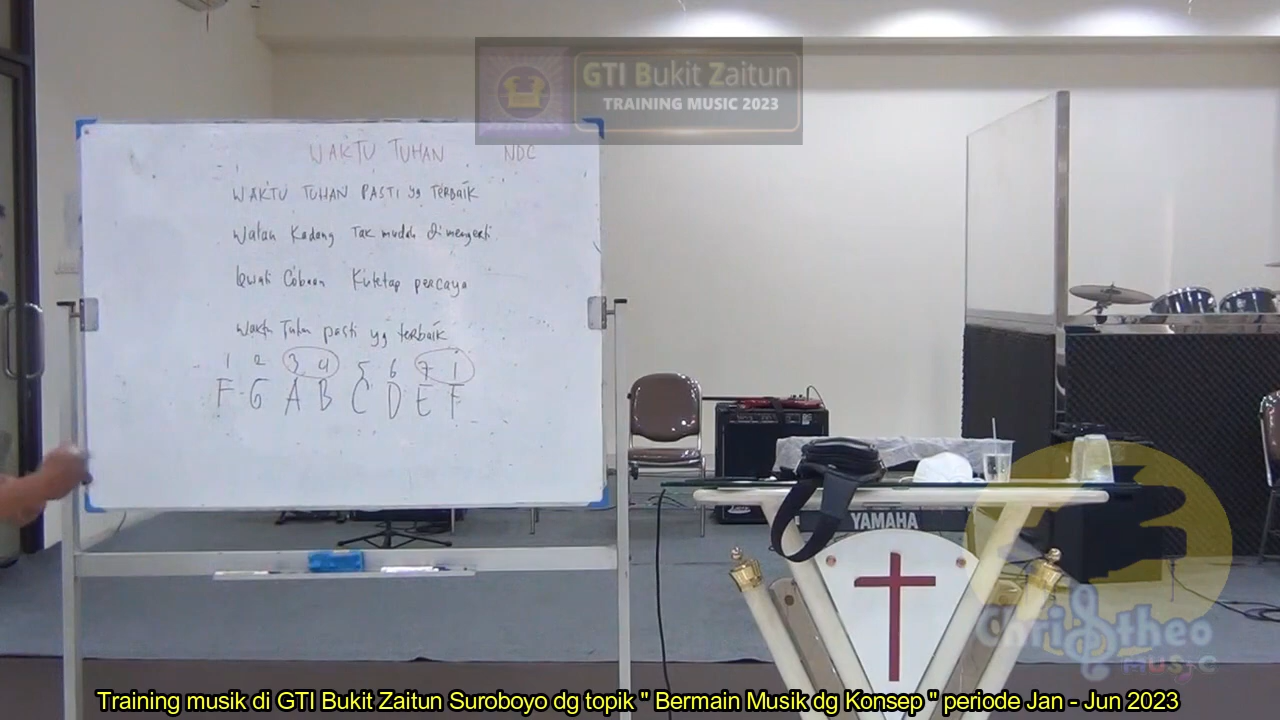 GTI Bukit Zaitun
TRAINING MUSIC 2023
WAKTU TUHAN NDC
WAKTU TUHAN PASTI yg TERBAIK
Walau Kadang Tak mudah dimengerti
Lewati Cobaan Kutetap percaya
Waktu Tuhan pasti yg terbaik
1 2 3 4 5 6 7 1
F G A B C D E F
YAMAHA
Christheo
MUSIC
Training musik di GTI Bukit Zaitun Suroboyo dg topik " Bermain Musik dg Konsep " periode Jan - Jun 2023